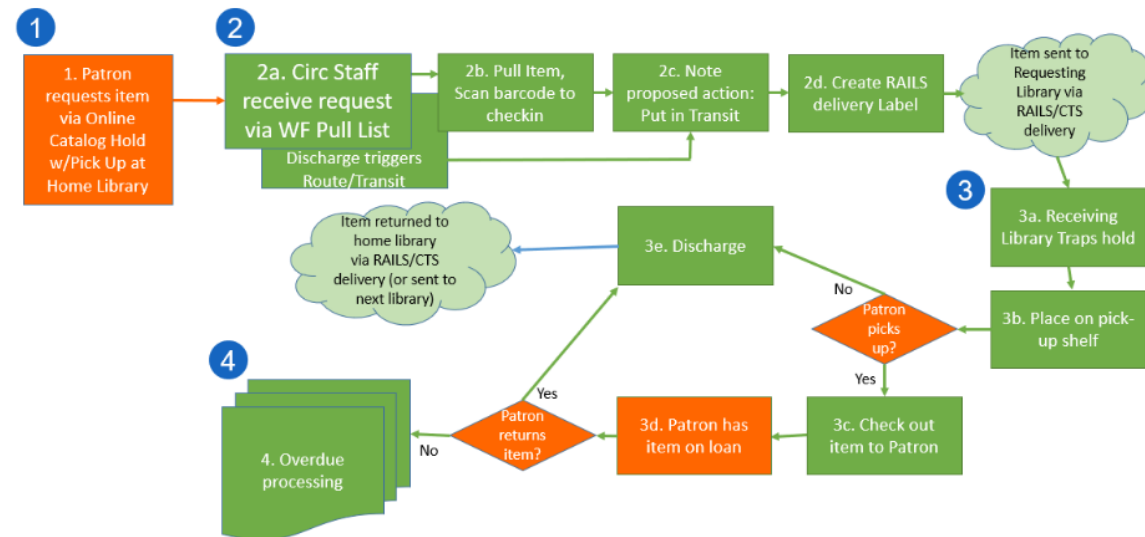 1
1. Patron
requests item
via Online
Catalog Hold
w/Pick Up at
Home Library
2
2a. Circ Staff
receive request
via WF Pull List
Discharge triggers
Route/Transit
2b. Pull Item,
Scan barcode to
checkin
2c. Note
proposed action:
Put in Transit
2d. Create RAILS
delivery Label
Item sent to
Requesting
Library via
RAILS/CTS
delivery
3
3a. Receiving
Library Traps hold
3b. Place on pick-
up shelf
Patron
picks
up?
No
Yes
3c. Check out
item to Patron
3d. Patron has
item on loan
Patron
returns
item?
Yes
No
3e. Discharge
Item returned to
home library
via RAILS/CTS
delivery (or sent to
next library)
4
4. Overdue
processing